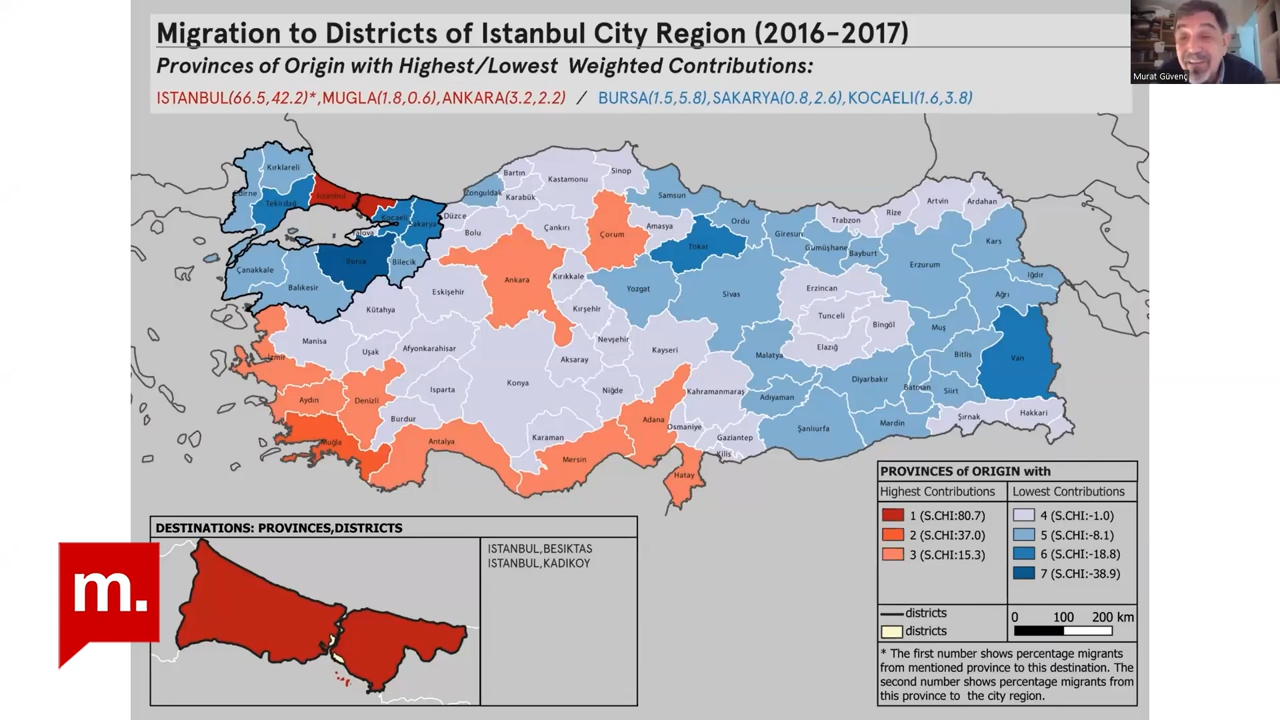 Migration to Districts of Istanbul City Region (2016-2017)
Provinces of Origin with Highest/Lowest Weighted Contributions:
ISTANBUL(66.5,42.2)*,MUGLA(1.8,0.6),ANKARA(3.2,2.2) / BURSA(1.5,5.8),SAKARYA(0.8,2.6),KOCAELI(1.6,3.8)
Murat Güvenç
Kırklareli
Edirne
Tekirdağ
İstanbul
Kocaeli
Sakarya
Yalova
Bursa
Bilecik
Çanakkale
Balıkesir
Zonguldak
Bartın
Karabük
Kastamonu
Sinop
Düzce
Bolu
Çankırı
Çorum
Samsun
Amasya
Ordu
Tokat
Giresun
Trabzon
Rize
Artvin
Ardahan
Gümüşhane
Bayburt
Erzurum
Kars
Iğdır
Ağrı
Ankara
Kırıkkale
Yozgat
Sivas
Erzincan
Tunceli
Bingöl
Elazığ
Muş
Bitlis
Van
Eskişehir
Kütahya
Kırşehir
Nevşehir
Kayseri
Malatya
Manisa
Uşak
Afyonkarahisar
Aksaray
Konya
Niğde
Kahramanmaraş
Adıyaman
Diyarbakır
Batman
Siirt
İzmir
Aydın
Denizli
Isparta
Burdur
Muğla
Antalya
Karaman
Mersin
Adana
Osmaniye
Gaziantep
Kilis
Hatay
Şanlıurfa
Mardin
Şırnak
Hakkari
DESTINATIONS: PROVINCES,DISTRICTS
ISTANBUL,BESIKTAS
ISTANBUL,KADIKOY
m.
PROVINCES of ORIGIN with
Highest Contributions
1 (S.CHI:80.7)
2 (S.CHI:37.0)
3 (S.CHI:15.3)
Lowest Contributions
4 (S.CHI:-1.0)
5 (S.CHI:-8.1)
6 (S.CHI:-18.8)
7 (S.CHI:-38.9)
districts
districts
0 100 200 km
* The first number shows percentage migrants
from mentioned province to this destination. The
second number shows percentage migrants from
this province to the city region.